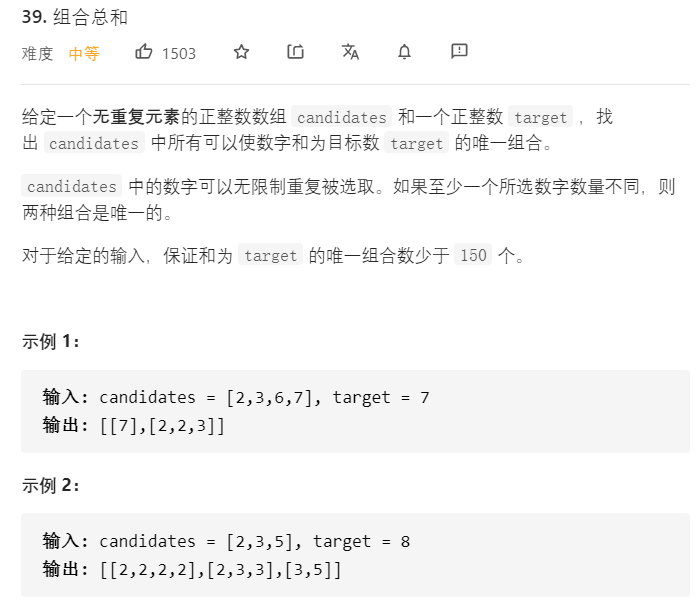 39. 组合总和
难度 中等 1503
给定一个无重复元素的正整数数组 candidates 和一个正整数 target ，找
出 candidates 中所有可以使数字和为目标数 target 的唯一组合。
candidates 中的数字可以无限制重复被选取。如果至少一个所选数字数量不同，则
两种组合是唯一的。
对于给定的输入，保证和为 target 的唯一组合数少于 150 个。
示例 1：
输入: candidates = [2,3,6,7], target = 7
输出: [[7],[2,2,3]]
示例 2：
输入: candidates = [2,3,5], target = 8
输出: [[2,2,2,2],[2,3,3],[3,5]]